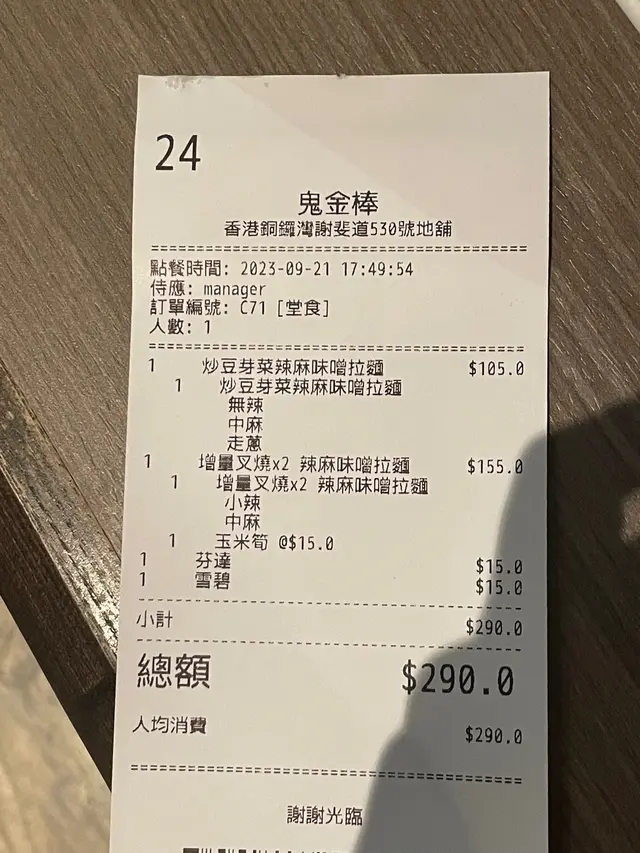 24
鬼金棒
香港銅鑼灣謝斐道530號地舖
點餐時間: 2023-09-21 17:49:54
侍應: manager
訂單編號: C71 [堂食]
人數: 1
1 炒豆芽菜辣麻味噌拉麵 $105.0
1 炒豆芽菜辣麻味噌拉麵
無辣
中麻
走蔥
1 增量叉燒x2 辣麻味噌拉麵 $155.0
1 增量叉燒x2 辣麻味噌拉麵
小辣
中麻
1 玉米筍 @$15.0
1 芬達 $15.0
1 雪碧 $15.0
小計 $290.0
總額 $290.0
人均消費 $290.0
謝謝光臨